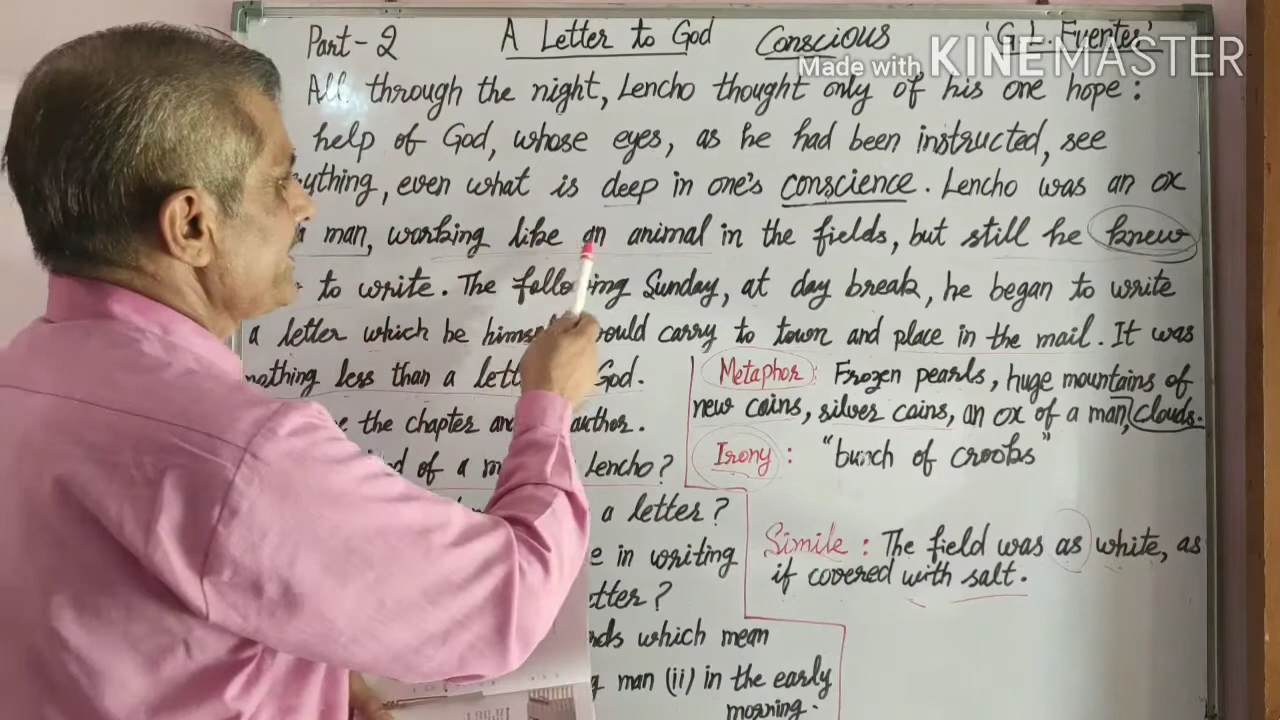 Part-2 A Letter to God Conscious 'G.L. Fuentes'
Made with KINEMASTER
All through the night, Lencho thought only of his one hope:
help of God, whose eyes, as he had been instructed, see
ything, even what is deep in one's conscience. Lencho was an ox
man, working like an animal in the fields, but still he knew
to write. The following Sunday, at day break, he began to write
a letter which he himself would carry to town and place in the mail. It was
nothing less than a lett God.
the chapter an author.
of a m Lencho?
a letter?
e in writing
etter?
which mean
man (ii) in the early
morning.
Metaphor: Frozen pearls, huge mountains of
new coins, silver coins, an ox of a man, clouds.
Irony: "bunch of crooks"
Simile: The field was as white, as
if covered with salt.